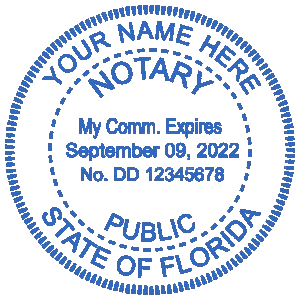 YOUR NAME HERE
NOTARY
My Comm. Expires
September 09, 2022
No. DD 12345678
PUBLIC
STATE OF FLORIDA